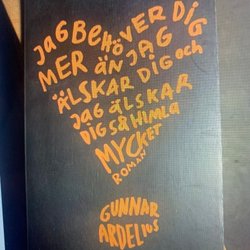 JAG BEHÖVER DIG
MER ÄN JAG
ÄLSKAR DIG och
JAG ÄLSKAR
DIG SÅ HIMLA
MYCKET
ROMAN
GUNNAR
ARDELIUS